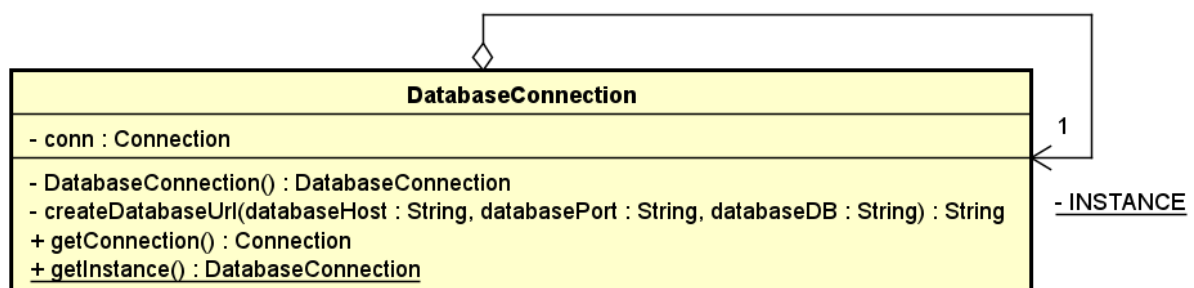 DatabaseConnection
- conn : Connection
1
- DatabaseConnection() : DatabaseConnection
- createDatabaseUrl(databaseHost : String, databasePort : String, databaseDB : String) : String
- INSTANCE
+ getConnection() : Connection
+ getInstance() : DatabaseConnection